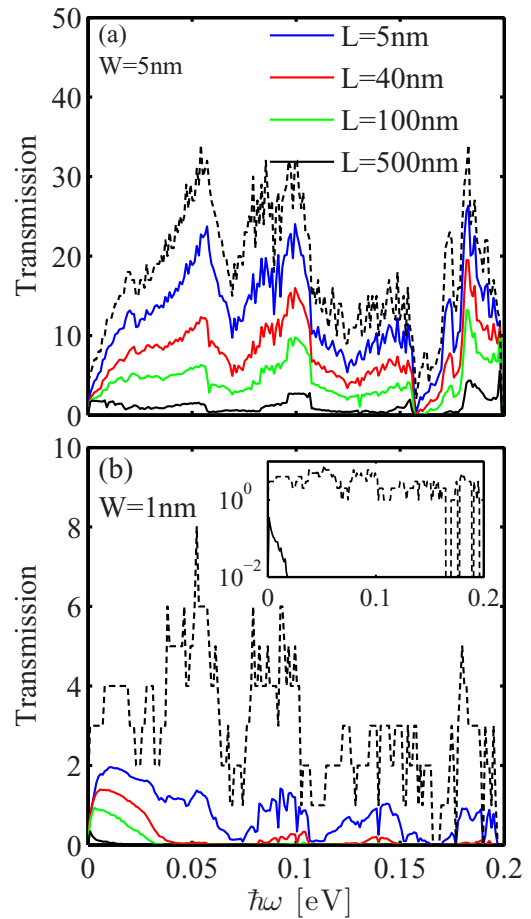 50
(a)
W=5nm
L=5nm
40
L=40nm
L=100nm
30
L=500nm
Transmission
20
10
0
10
(b)
W=1nm
8
10⁰
10⁻²
0
0.1
0.2
6
Transmission
4
2
0
0
0.05
0.1
0.15
0.2
ℏω [eV]